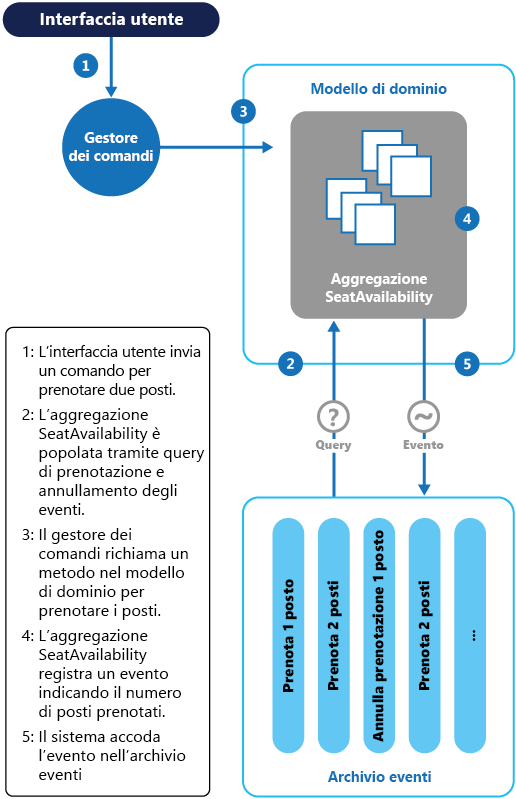 Interfaccia utente
1
Gestore
dei comandi
3
Modello di dominio
4
Aggregazione
SeatAvailability
2
5
?
~
Query
Evento
1: L'interfaccia utente invia
un comando per
prenotare due posti.
2: L'aggregazione
SeatAvailability è
popolata tramite query
di prenotazione e
annullamento degli
eventi.
3: Il gestore dei
comandi richiama un
metodo nel modello
di dominio per
prenotare i posti.
4: L'aggregazione
SeatAvailability
registra un evento
indicando il numero
di posti prenotati.
5: Il sistema accoda
l'evento nell'archivio
eventi
Prenota 1 posto
Prenota 2 posti
Annulla prenotazione 1 posto
Prenota 2 posti
...
Archivio eventi